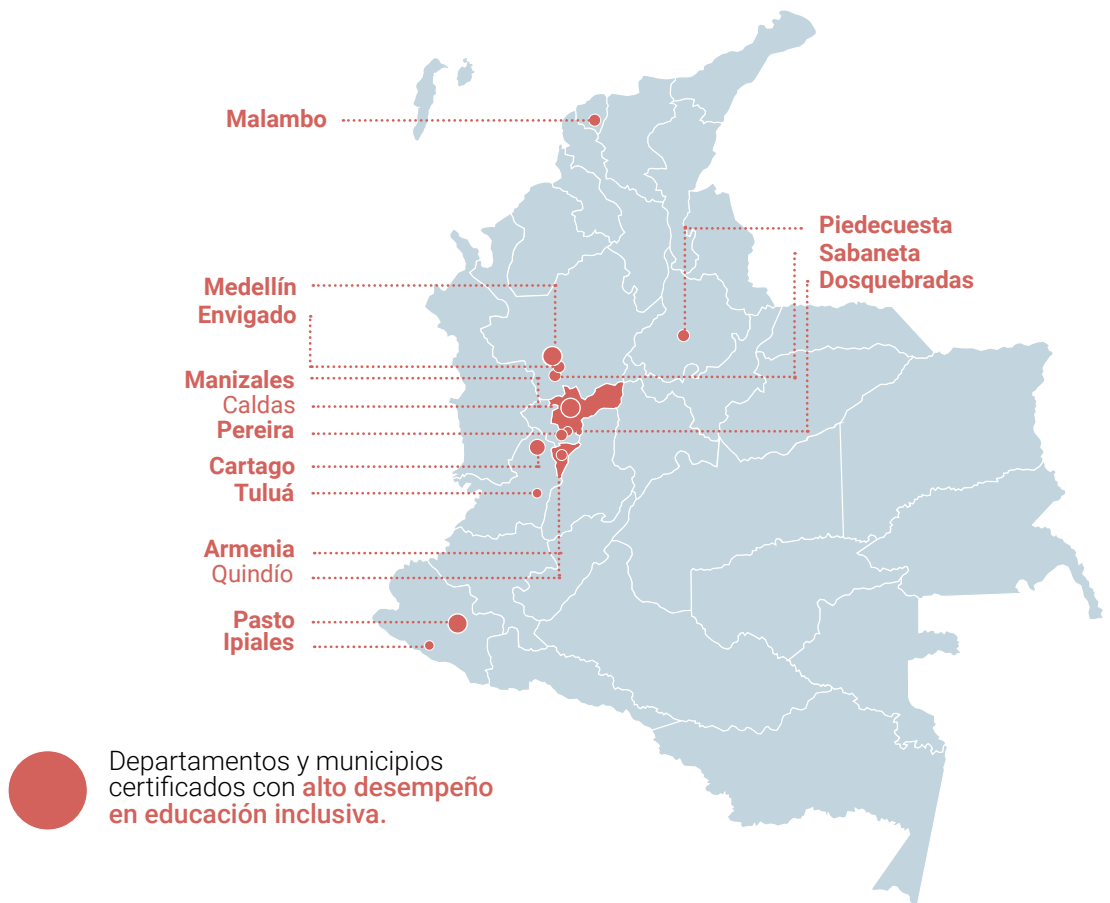 Malambo
Piedecuesta
Sabaneta
Dosquebradas
Medellín
Envigado
Manizales
Caldas
Pereira
Cartago
Tuluá
Armenia
Quindío
Pasto
Ipiales
Departamentos y municipios
certificados con alto desempeño
en educación inclusiva.